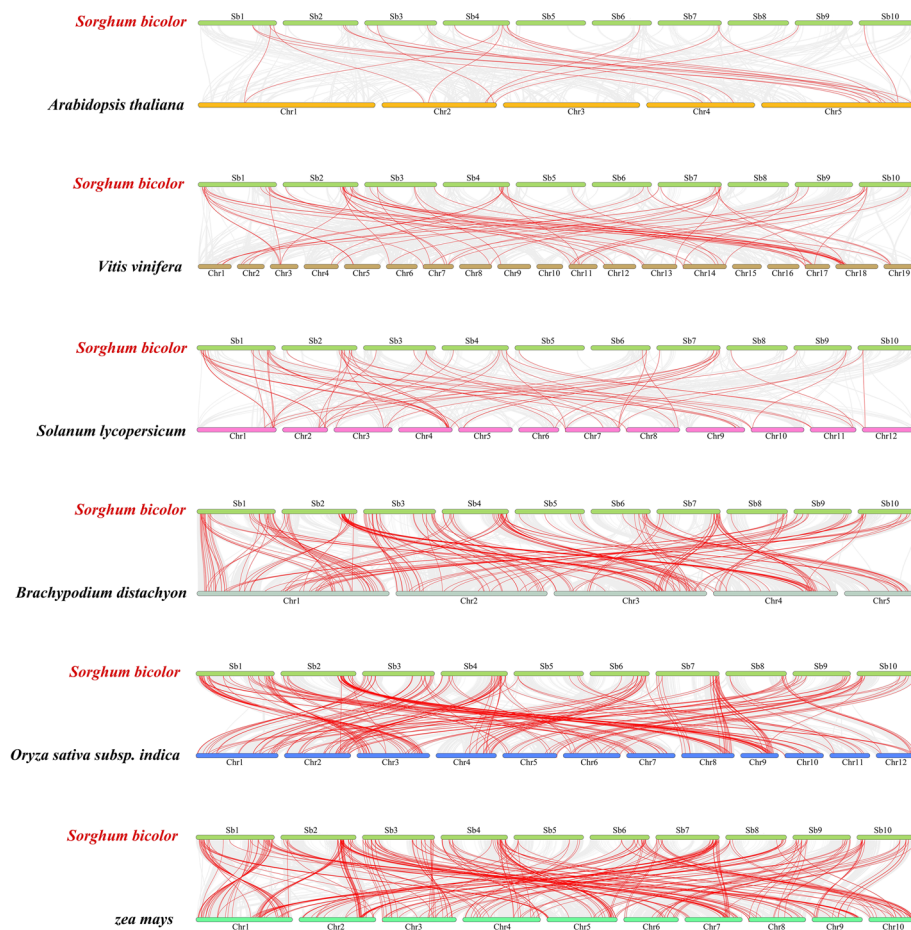 Sb1 Sb2 Sb3 Sb4 Sb5 Sb6 Sb7 Sb8 Sb9 Sb10
Sorghum bicolor
Arabidopsis thaliana
Chr1 Chr2 Chr3 Chr4 Chr5
Sb1 Sb2 Sb3 Sb4 Sb5 Sb6 Sb7 Sb8 Sb9 Sb10
Sorghum bicolor
Vitis vinifera
Chr1 Chr2 Chr3 Chr4 Chr5 Chr6 Chr7 Chr8 Chr9 Chr10 Chr11 Chr12 Chr13 Chr14 Chr15 Chr16 Chr17 Chr18 Chr19
Sb1 Sb2 Sb3 Sb4 Sb5 Sb6 Sb7 Sb8 Sb9 Sb10
Sorghum bicolor
Solanum lycopersicum
Chr1 Chr2 Chr3 Chr4 Chr5 Chr6 Chr7 Chr8 Chr9 Chr10 Chr11 Chr12
Sb1 Sb2 Sb3 Sb4 Sb5 Sb6 Sb7 Sb8 Sb9 Sb10
Sorghum bicolor
Brachypodium distachyon
Chr1 Chr2 Chr3 Chr4 Chr5
Sb1 Sb2 Sb3 Sb4 Sb5 Sb6 Sb7 Sb8 Sb9 Sb10
Sorghum bicolor
Oryza sativa subsp. indica
Chr1 Chr2 Chr3 Chr4 Chr5 Chr6 Chr7 Chr8 Chr9 Chr10 Chr11 Chr12
Sb1 Sb2 Sb3 Sb4 Sb5 Sb6 Sb7 Sb8 Sb9 Sb10
Sorghum bicolor
zea mays
Chr1 Chr2 Chr3 Chr4 Chr5 Chr6 Chr7 Chr8 Chr9 Chr10